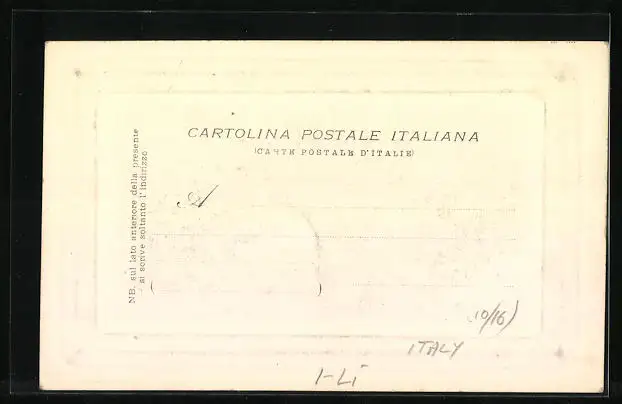 CARTOLINA POSTALE ITALIANA
(CARTE POSTALE D'ITALIE)
NB. sul lato anteriore della presente
si scrive soltanto l'indirizzo
A
(10/16)
ITALY
I-Li